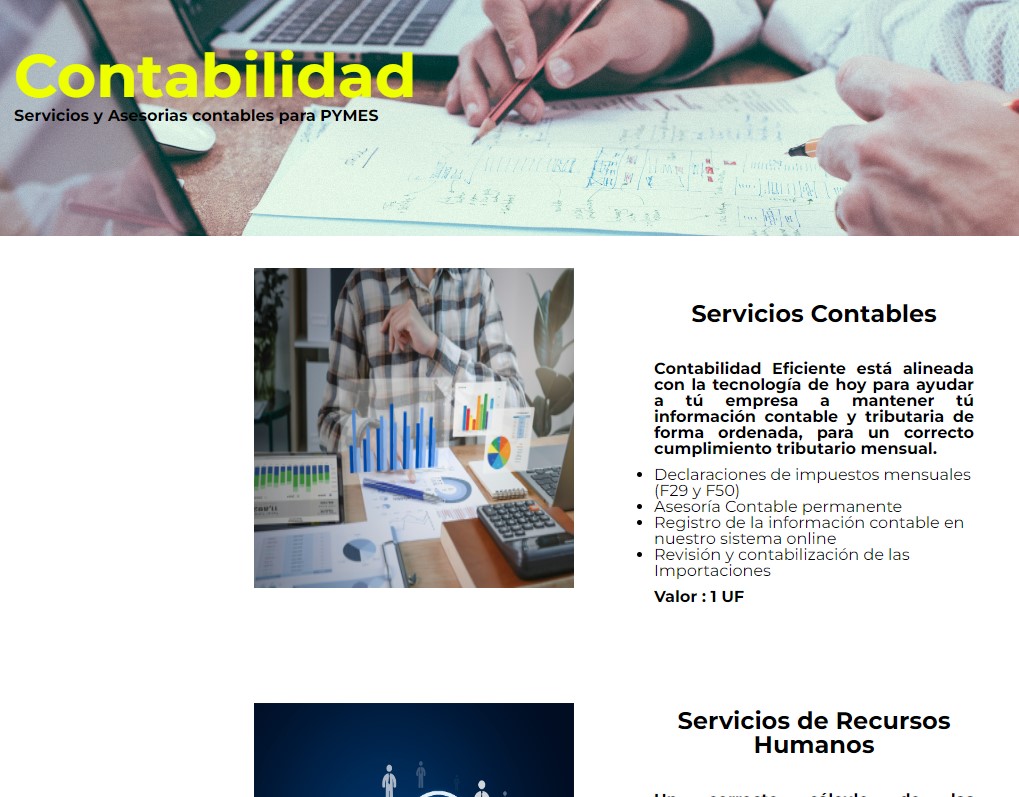 Contabilidad
Servicios y Asesorias contables para PYMES
Servicios Contables
Contabilidad Eficiente está alineada
con la tecnología de hoy para ayudar
a tú empresa a mantener tú
información contable y tributaria de
forma ordenada, para un correcto
cumplimiento tributario mensual.
Declaraciones de impuestos mensuales
(F29 y F50)
Asesoría Contable permanente
Registro de la información contable en
nuestro sistema online
Revisión y contabilización de las
Importaciones
Valor : 1 UF
Servicios de Recursos
Humanos